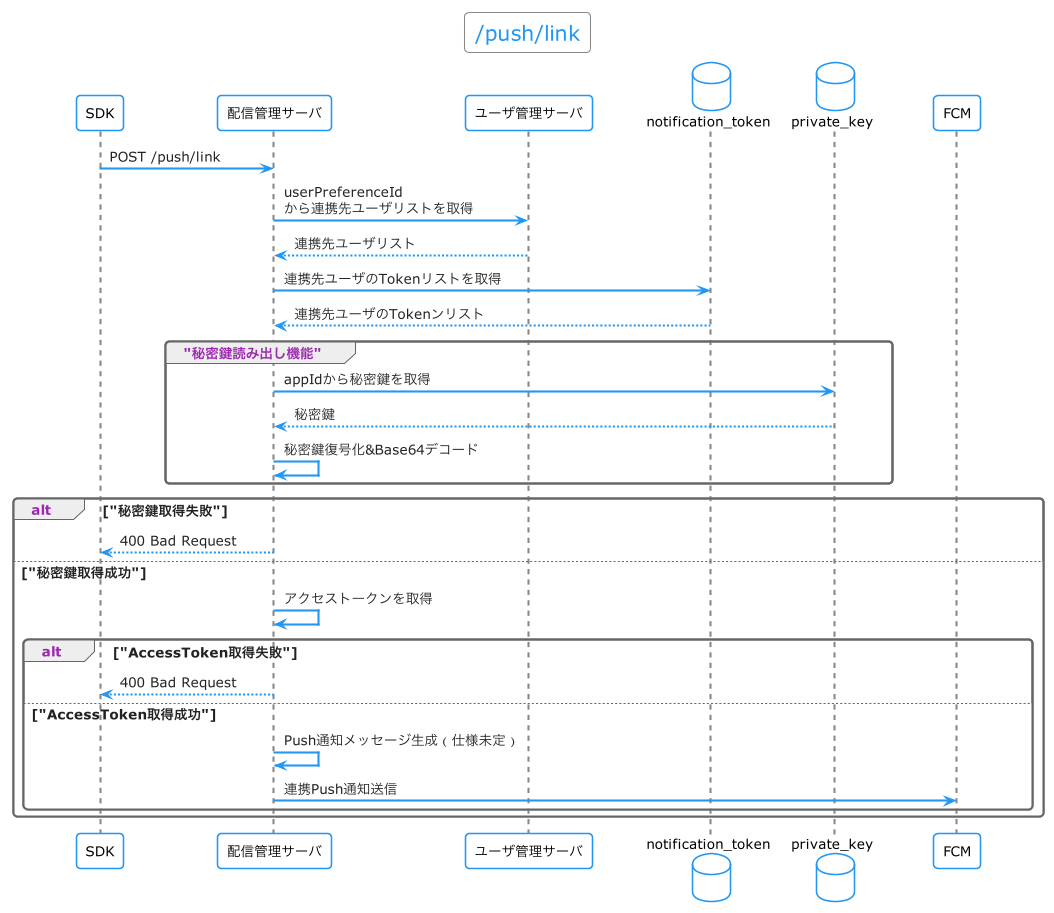 /push/link
SDK
配信管理サーバ
ユーザ管理サーバ
notification_token
private_key
FCM
POST /push/link
userPreferenceId
から連携先ユーザリストを取得
連携先ユーザリスト
連携先ユーザのTokenリストを取得
連携先ユーザのTokenンリスト
"秘密鍵読み出し機能"
appIdから秘密鍵を取得
秘密鍵
秘密鍵復号化&Base64デコード
alt ["秘密鍵取得失敗"]
400 Bad Request
["秘密鍵取得成功"]
アクセストークンを取得
alt ["AccessToken取得失敗"]
400 Bad Request
["AccessToken取得成功"]
Push通知メッセージ生成（仕様未定）
連携Push通知送信
SDK
配信管理サーバ
ユーザ管理サーバ
notification_token
private_key
FCM